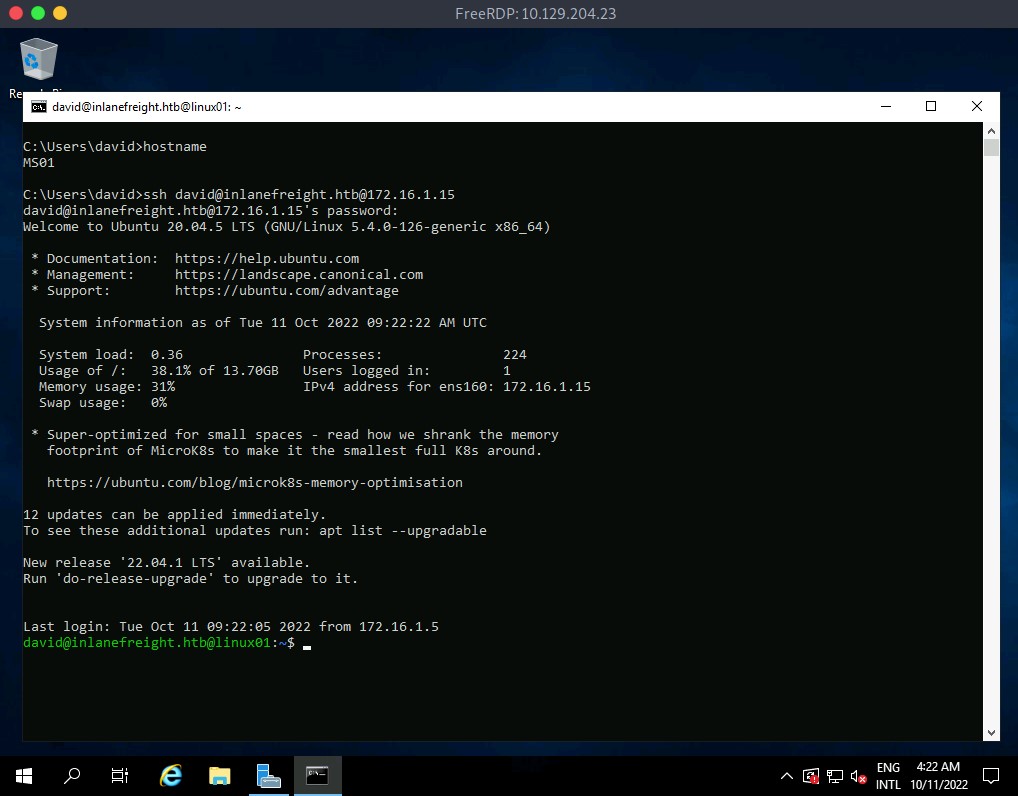 FreeRDP: 10.129.204.23
david@inlanefreight.htb@linux01: ~
C:\Users\david>hostname
MS01
C:\Users\david>ssh david@inlanefreight.htb@172.16.1.15
david@inlanefreight.htb@172.16.1.15's password:
Welcome to Ubuntu 20.04.5 LTS (GNU/Linux 5.4.0-126-generic x86_64)
* Documentation:  https://help.ubuntu.com
* Management:     https://landscape.canonical.com
* Support:        https://ubuntu.com/advantage
System information as of Tue 11 Oct 2022 09:22:22 AM UTC
System load:  0.36               Processes:               224
Usage of /:   38.1% of 13.70GB   Users logged in:         1
Memory usage: 31%                IPv4 address for ens160: 172.16.1.15
Swap usage:   0%
* Super-optimized for small spaces - read how we shrank the memory
footprint of MicroK8s to make it the smallest full K8s around.
https://ubuntu.com/blog/microk8s-memory-optimisation
12 updates can be applied immediately.
To see these additional updates run: apt list --upgradable
New release '22.04.1 LTS' available.
Run 'do-release-upgrade' to upgrade to it.
Last login: Tue Oct 11 09:22:05 2022 from 172.16.1.5
david@inlanefreight.htb@linux01:~$
ENG 4:22 AM
INTL 10/11/2022